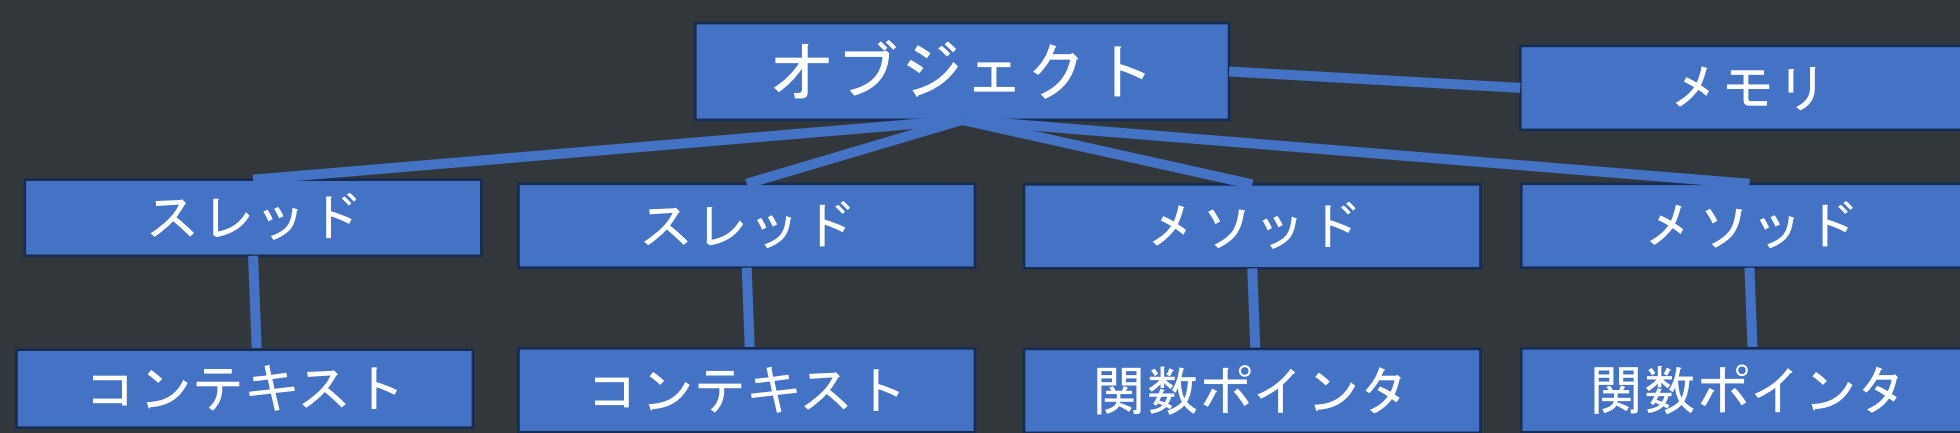 オブジェクト
メモリ
スレッド
スレッド
メソッド
メソッド
コンテキスト
コンテキスト
関数ポインタ
関数ポインタ